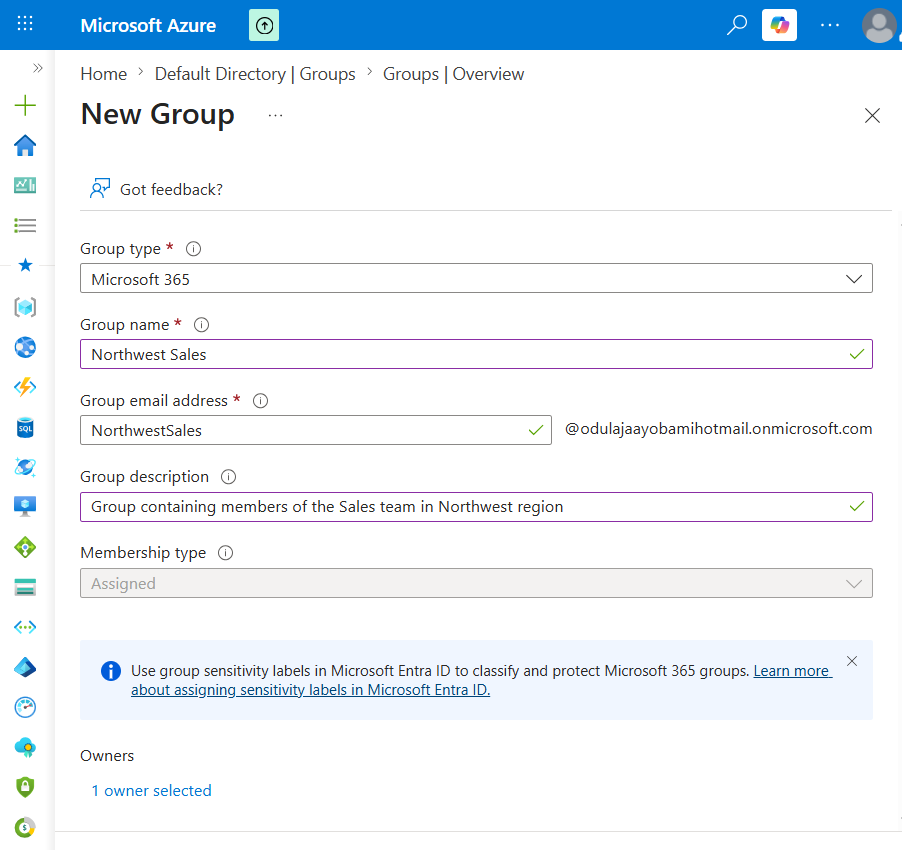 Microsoft Azure
Home > Default Directory | Groups > Groups | Overview
New Group ...
Got feedback?
Group type *
Microsoft 365
Group name *
Northwest Sales
Group email address *
NorthwestSales @odulajaayobamihotmail.onmicrosoft.com
Group description
Group containing members of the Sales team in Northwest region
Membership type
Assigned
Use group sensitivity labels in Microsoft Entra ID to classify and protect Microsoft 365 groups. Learn more
about assigning sensitivity labels in Microsoft Entra ID.
Owners
1 owner selected